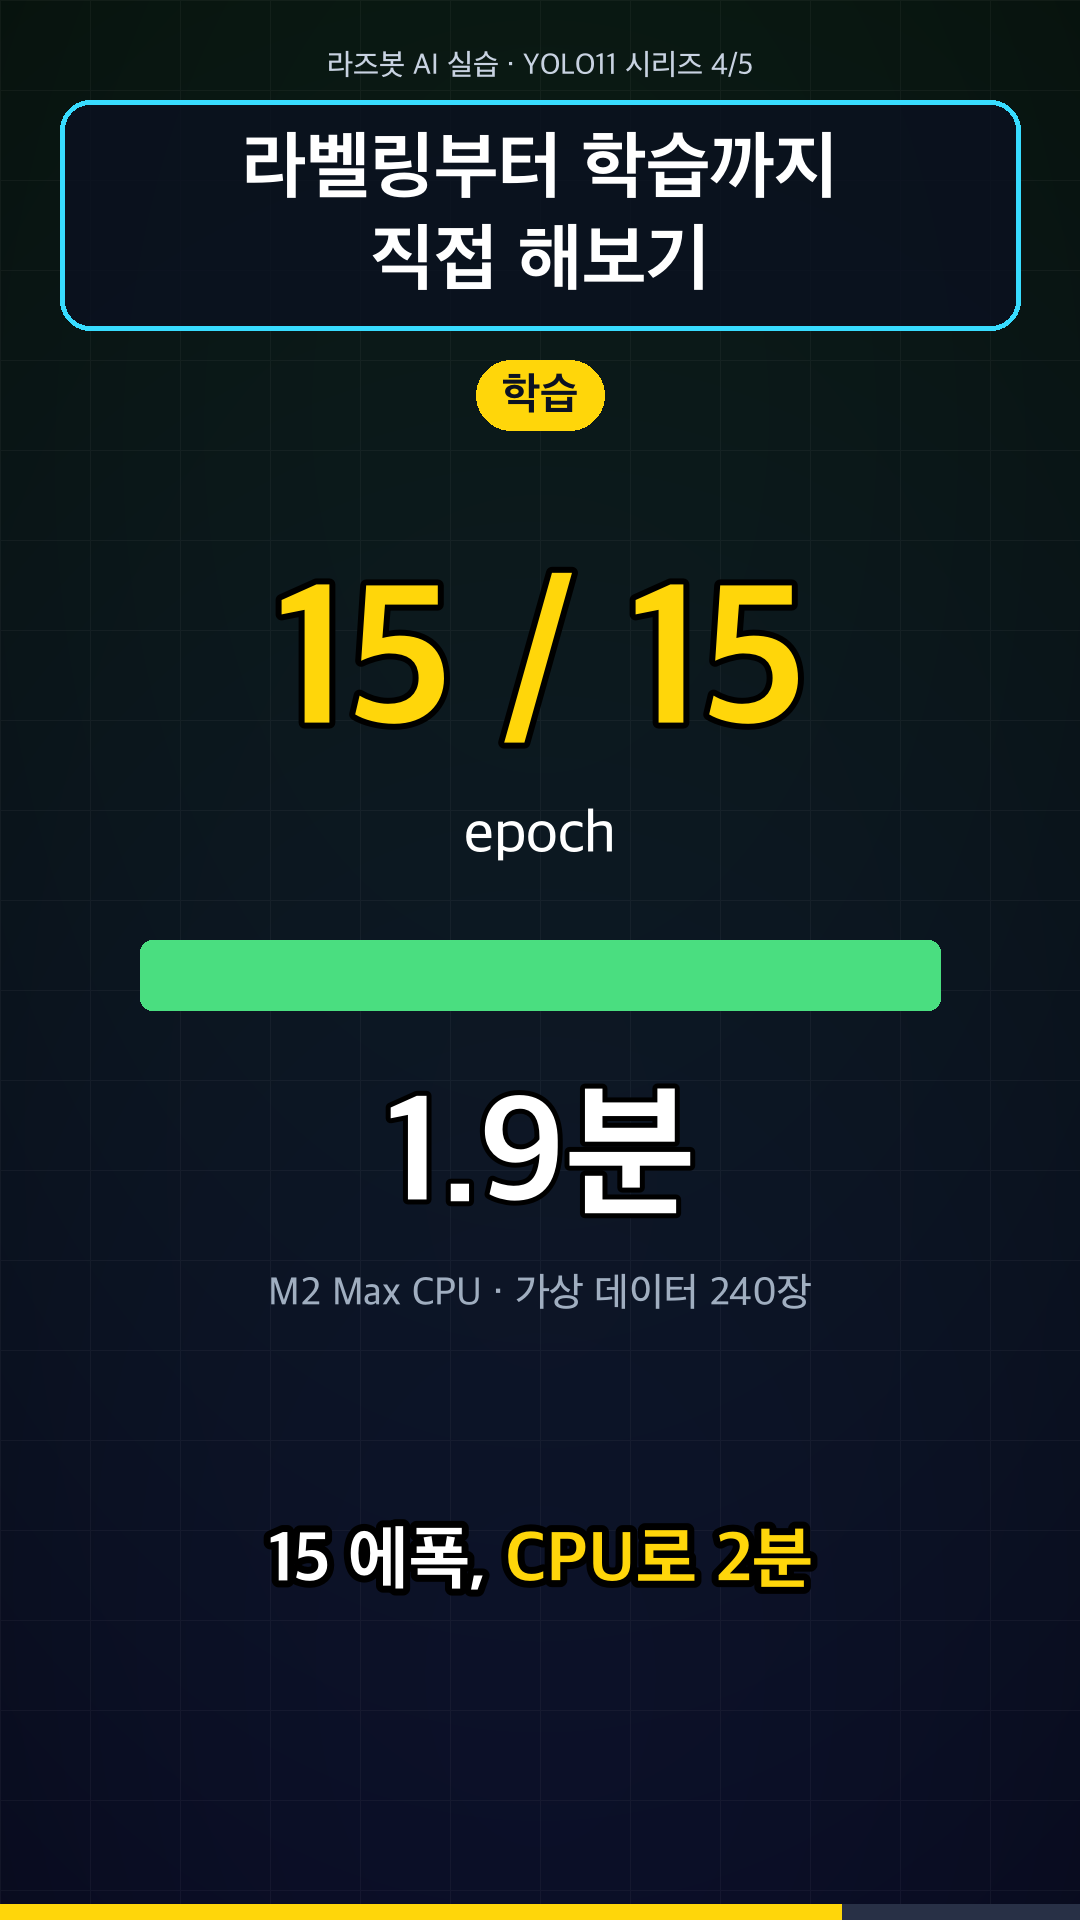 라즈봇 AI 실습 · YOLO11 시리즈 4/5
라벨링부터 학습까지
직접 해보기
학습
15 / 15
epoch
1.9분
M2 Max CPU · 가상 데이터 240장
15 에폭, CPU로 2분